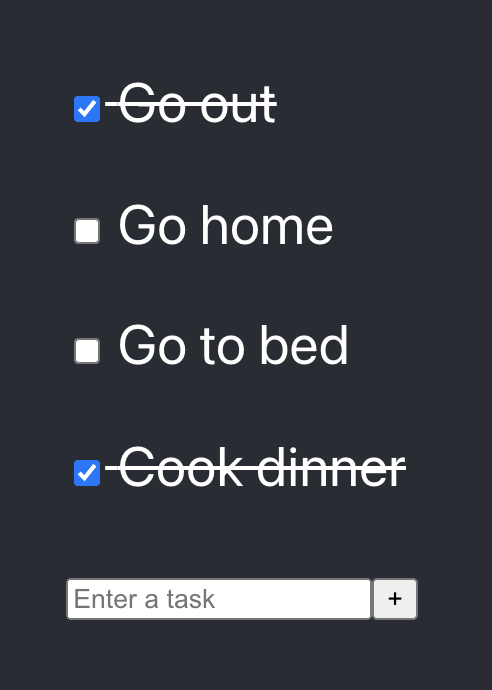 Go out
Go home
Go to bed
Cook dinner
Enter a task +